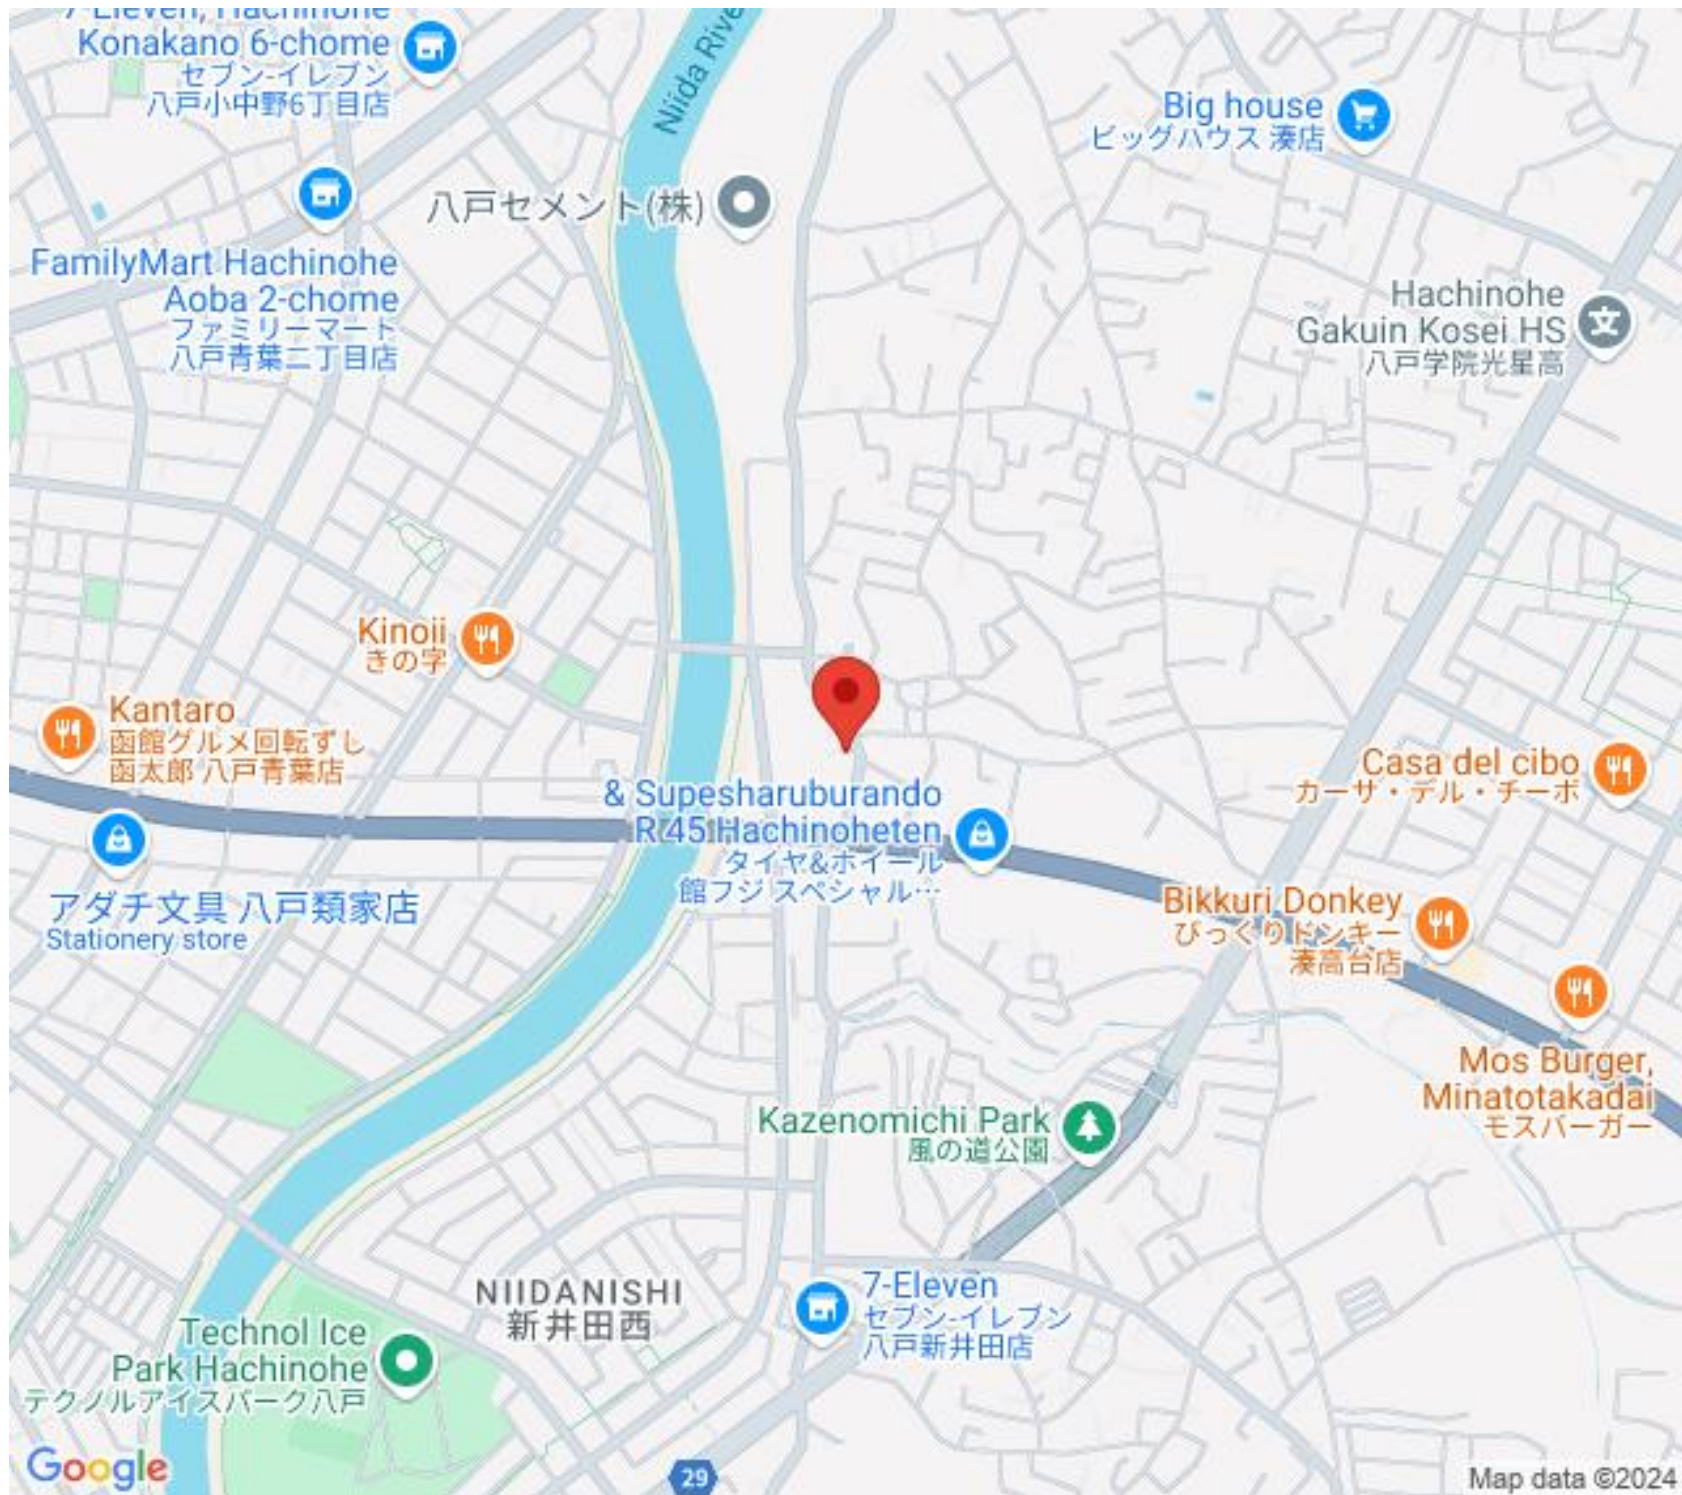 7-Eleven, Hachinohe
Konakano 6-chome
セブン-イレブン
八戸小中野6丁目店
Niida River
Big house
ビッグハウス 湊店
八戸セメント(株)
FamilyMart Hachinohe
Aoba 2-chome
ファミリーマート
八戸青葉二丁目店
Hachinohe
Gakuin Kosei HS
八戸学院光星高
文
Kinoii
きの字
Kantaro
函館グルメ回転ずし
函太郎 八戸青葉店
Casa del cibo
カーサ・デル・チーボ
& Supesharuburando
R 45 Hachinoheten
タイヤ&ホイール
館フジ スペシャル…
アダチ文具 八戸類家店
Stationery store
Bikkuri Donkey
びっくりドンキー
湊高台店
Mos Burger,
Minatotakadai
モスバーガー
Kazenomichi Park
風の道公園
NIIDANISHI
新井田西
7-Eleven
セブン-イレブン
八戸新井田店
Technol Ice
Park Hachinohe
テクノルアイスパーク八戸
29
Google
Map data ©2024